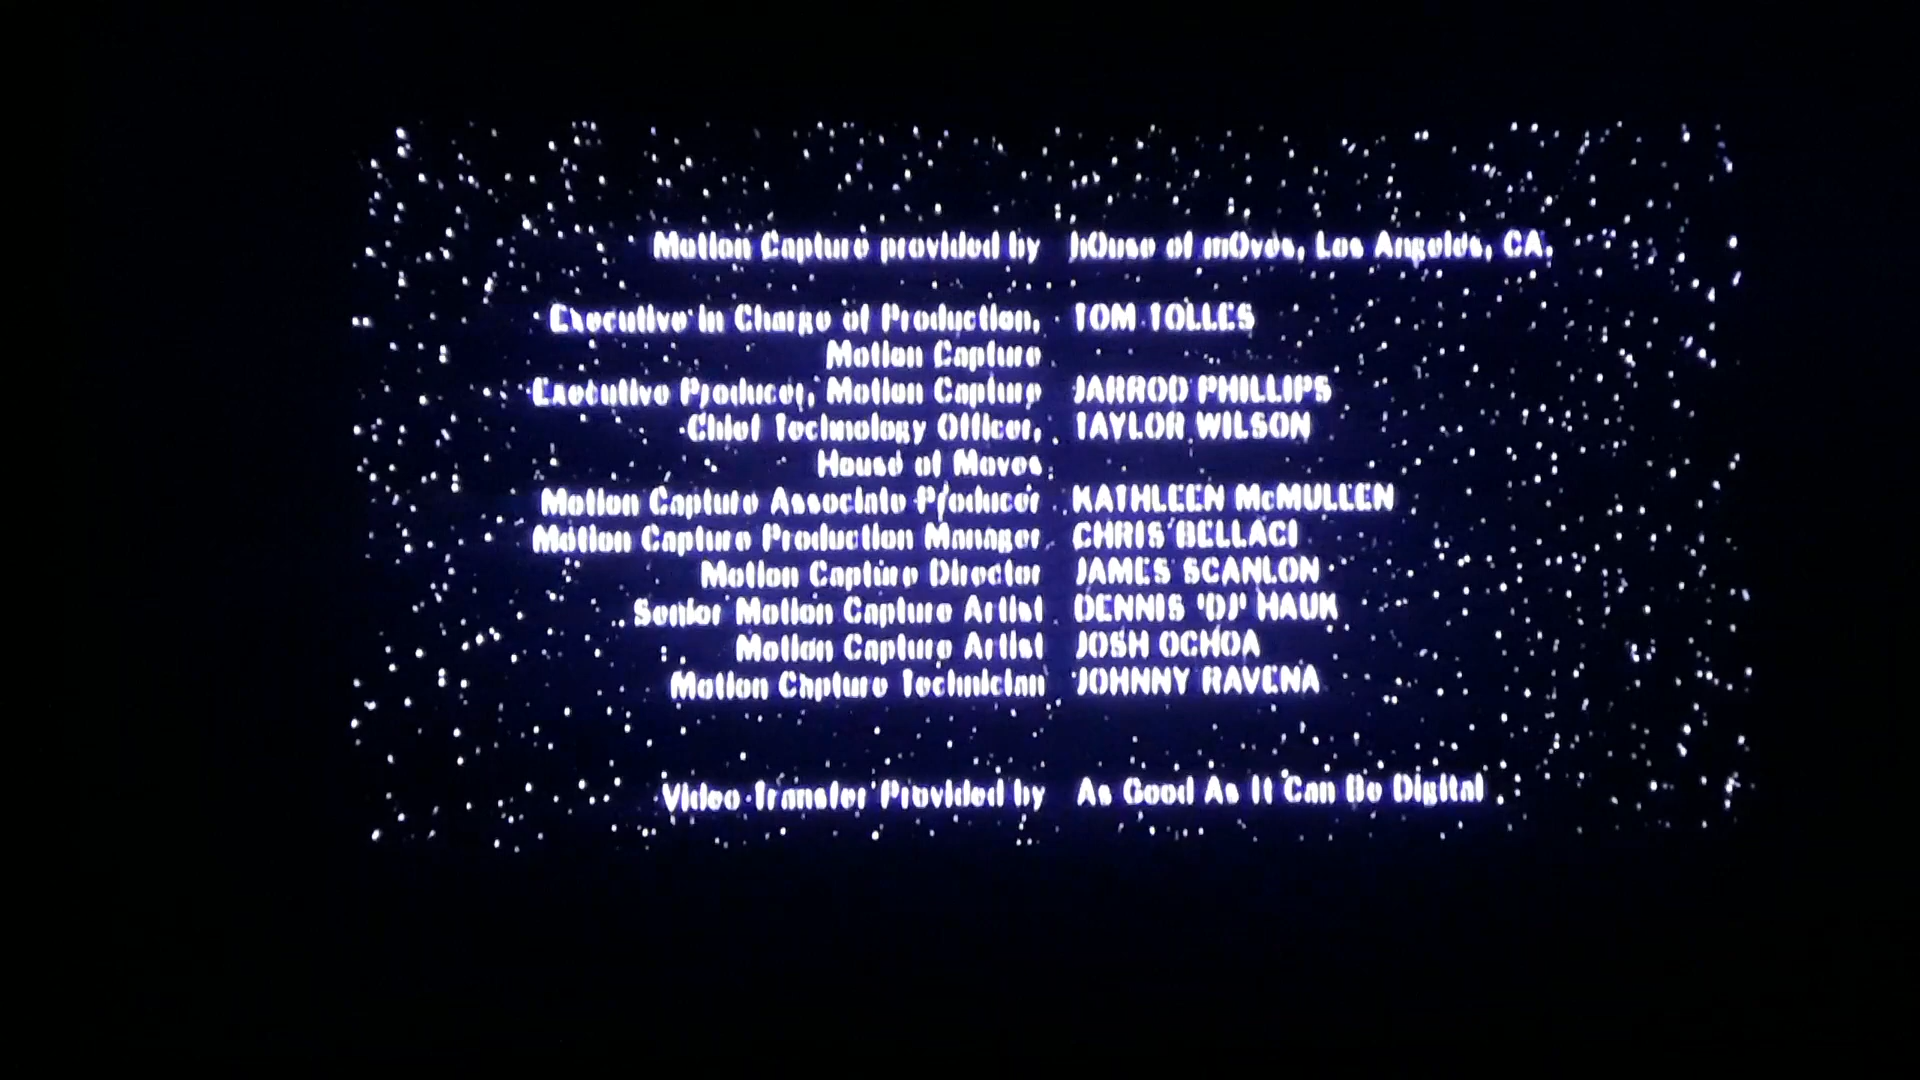 Motion Capture provided by hOuse of mOves, Los Angeles, CA.
Executive in Charge of Production, TOM TOLLES
Motion Capture
Executive Producer, Motion Capture JARROD PHILLIPS
Chief Technology Officer, TAYLOR WILSON
House of Moves
Motion Capture Associate Producer KATHLEEN McMULLEN
Motion Capture Production Manager CHRIS BELLACI
Motion Capture Director JAMES SCANLON
Senior Motion Capture Artist DENNIS 'DJ' HAUK
Motion Capture Artist JOSH OCHOA
Motion Capture Technician JOHNNY RAVENA
Video Transfer Provided by As Good As It Can Be Digital